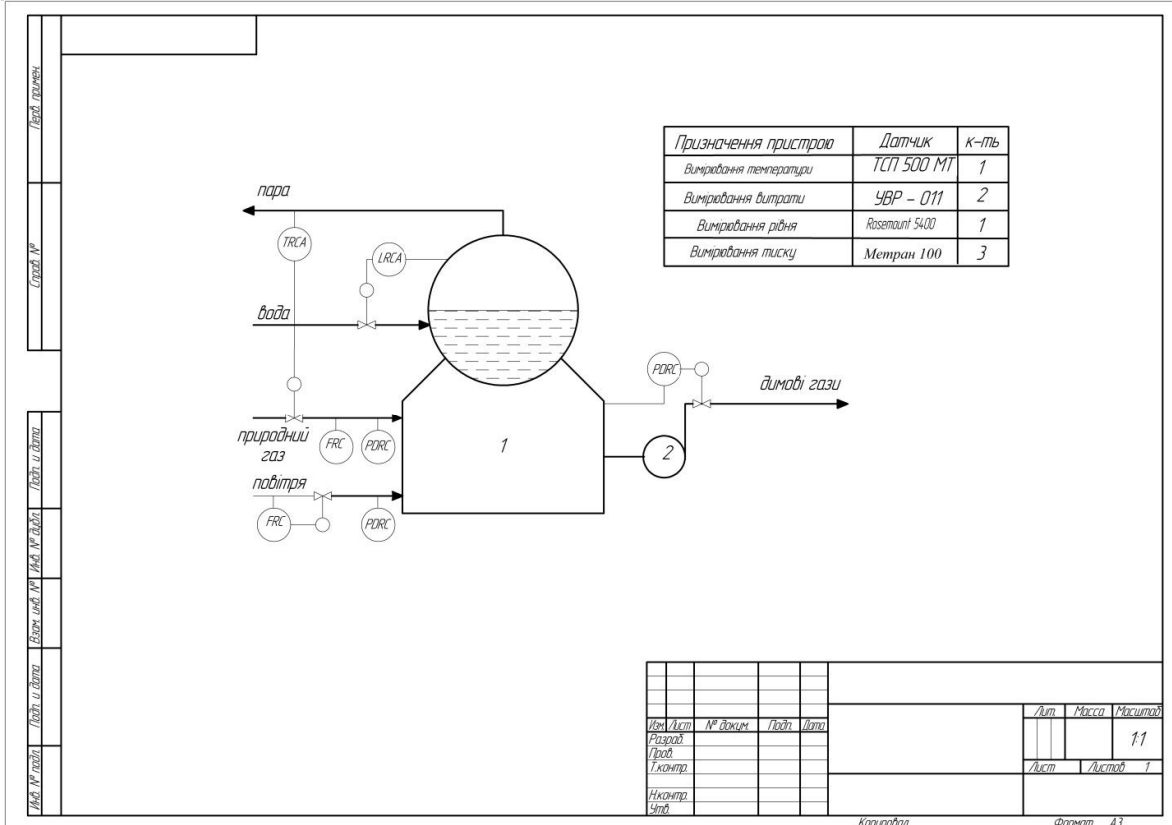 Перв. примен.
Справ. №
Подп. и дата
Инв. № дубл.
Взам. инв. №
Подп. и дата
Инв. № подл.
пара
TRCA
LRCA
вода
природний
газ
FRC
PDRC
повітря
FRC
PDRC
1
2
PDRC
димові гази
Призначення пристрою Датчик к-ть
Вимірювання температури ТСП 500 МТ 1
Вимірювання витрати УВР - 011 2
Вимірювання рівня Rosemount 5400 1
Вимірювання тиску Метран 100 3
Изм. Лист № докум. Подп. Дата
Разраб.
Пров.
Т.контр.
Н.контр.
Утв.
Лит. Масса Масштаб
1:1
Лист Листов 1
Копировал Формат А3